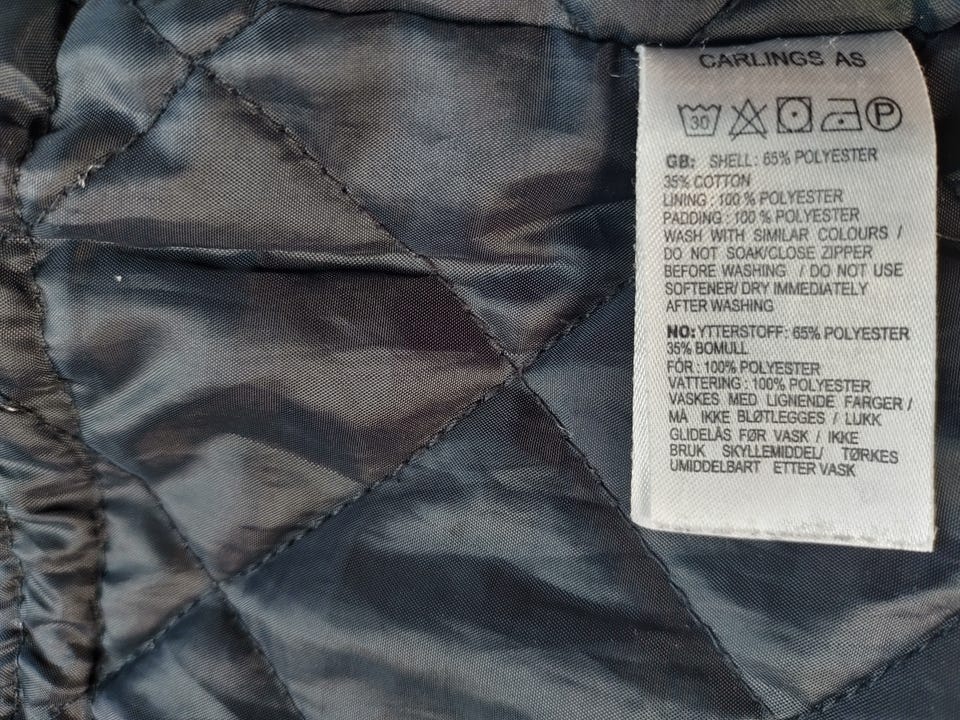 CARLINGS AS
30 P
GB: SHELL : 65% POLYESTER
35% COTTON
LINING : 100 % POLYESTER
PADDING : 100 % POLYESTER
WASH WITH SIMILAR COLOURS /
DO NOT SOAK/CLOSE ZIPPER
BEFORE WASHING / DO NOT USE
SOFTENER/ DRY IMMEDIATELY
AFTER WASHING
NO: YTTERSTOFF : 65% POLYESTER
35% BOMULL
FÓR : 100% POLYESTER
VATTERING : 100% POLYESTER
VASKES MED LIGNENDE FARGER /
MÅ IKKE BLØTLEGGES / LUKK
GLIDELÅS FØR VASK / IKKE
BRUK SKYLLEMIDDEL/ TØRKES
UMIDDELBART ETTER VASK